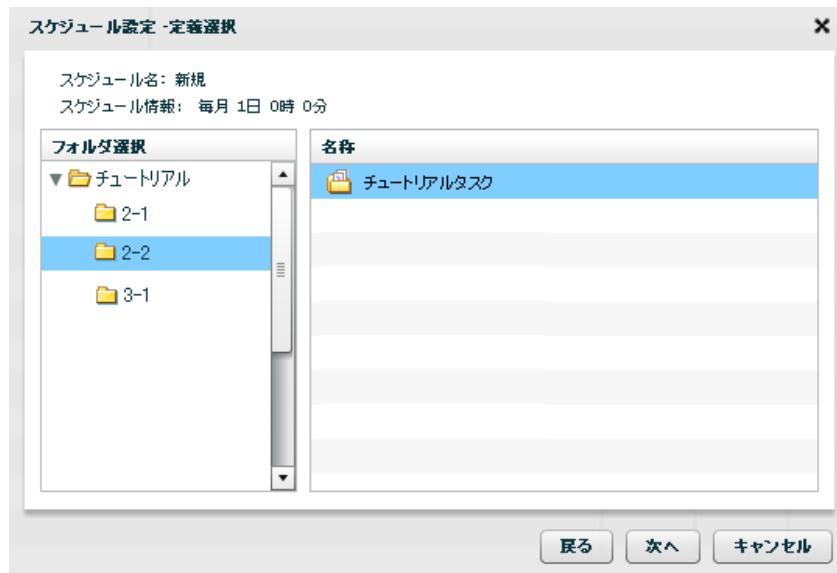 スケジュール設定 -定義選択
スケジュール名: 新規
スケジュール情報: 毎月 1日 0時 0分
フォルダ選択
名称
チュートリアル
チュートリアルタスク
2-1
2-2
3-1
戻る
次へ
キャンセル